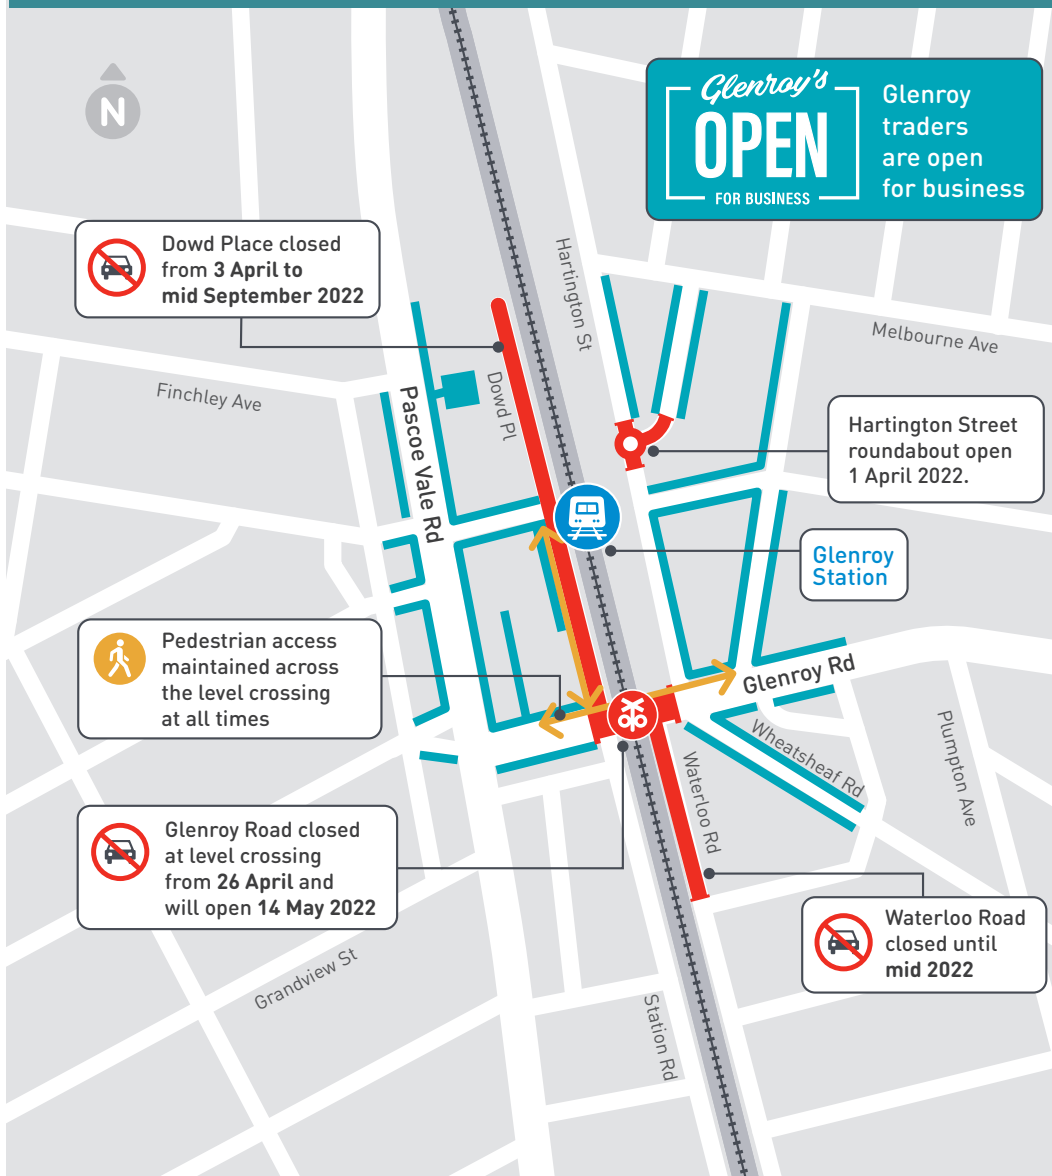 N
Glenroy's
OPEN
FOR BUSINESS
Glenroy
traders
are open
for business
Dowd Place closed
from 3 April to
mid September 2022
Hartington St
Melbourne Ave
Finchley Ave
Pascoe Vale Rd
Dowd Pl
Hartington Street
roundabout open
1 April 2022.
Glenroy
Station
Pedestrian access
maintained across
the level crossing
at all times
Glenroy Rd
Wheatsheaf Rd
Plumpton Ave
Waterloo Rd
Glenroy Road closed
at level crossing
from 26 April and
will open 14 May 2022
Waterloo Road
closed until
mid 2022
Grandview St
Station Rd